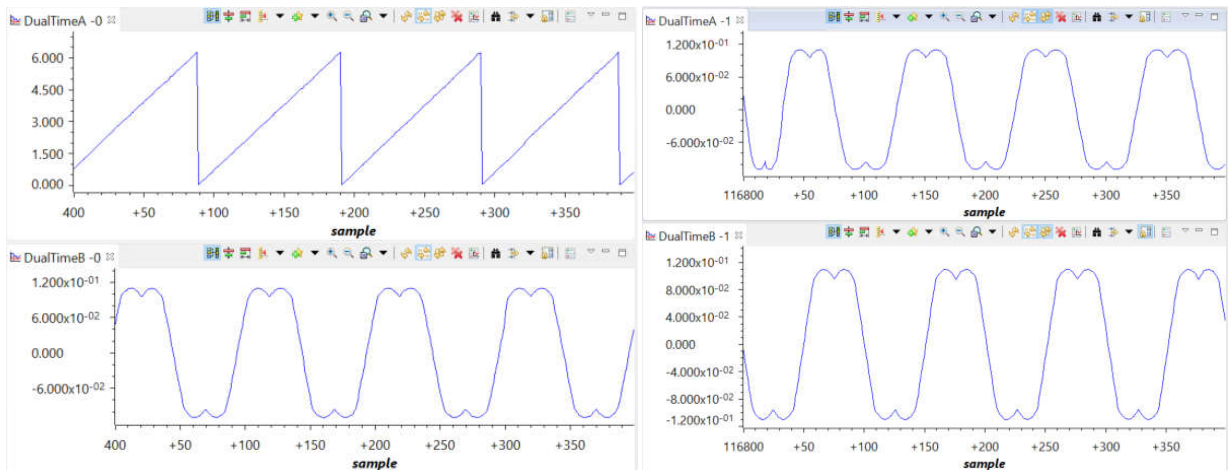 DualTimeA -0
6.000
4.500
3.000
1.500
0.000
400 +50 +100 +150 +200 +250 +300 +350
sample
DualTimeB -0
1.200x10-01
6.000x10-02
0.000
-6.000x10-02
400 +50 +100 +150 +200 +250 +300 +350
sample
DualTimeA -1
1.200x10-01
6.000x10-02
0.000
-6.000x10-02
116800 +50 +100 +150 +200 +250 +300 +350
sample
DualTimeB -1
1.200x10-01
8.000x10-02
4.000x10-02
0.000
-4.000x10-02
-8.000x10-02
-1.200x10-01
116800 +50 +100 +150 +200 +250 +300 +350
sample